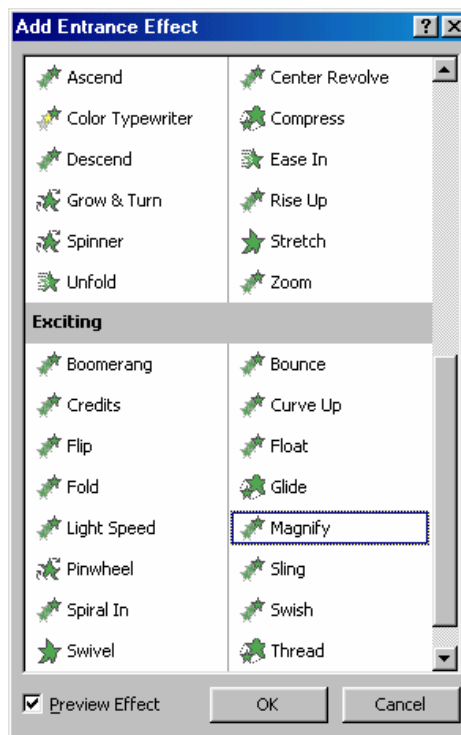 Add Entrance Effect
Ascend Center Revolve
Color Typewriter Compress
Descend Ease In
Grow & Turn Rise Up
Spinner Stretch
Unfold Zoom
Exciting
Boomerang Bounce
Credits Curve Up
Flip Float
Fold Glide
Light Speed Magnify
Pinwheel Sling
Spiral In Swish
Swivel Thread
Preview Effect OK Cancel